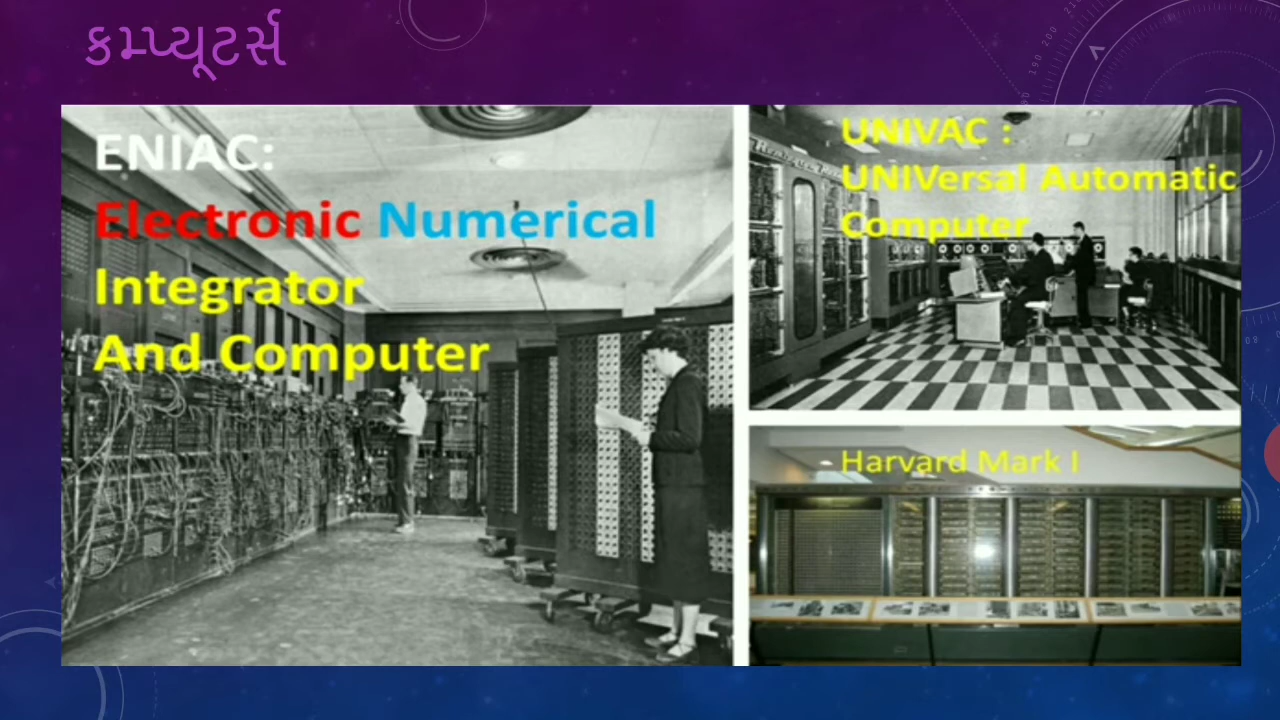 કમ્પ્યૂટર્સ
ENIAC:
Electronic Numerical
Integrator
And Computer
UNIVAC :
UNIVersal Automatic
Computer
Harvard Mark I